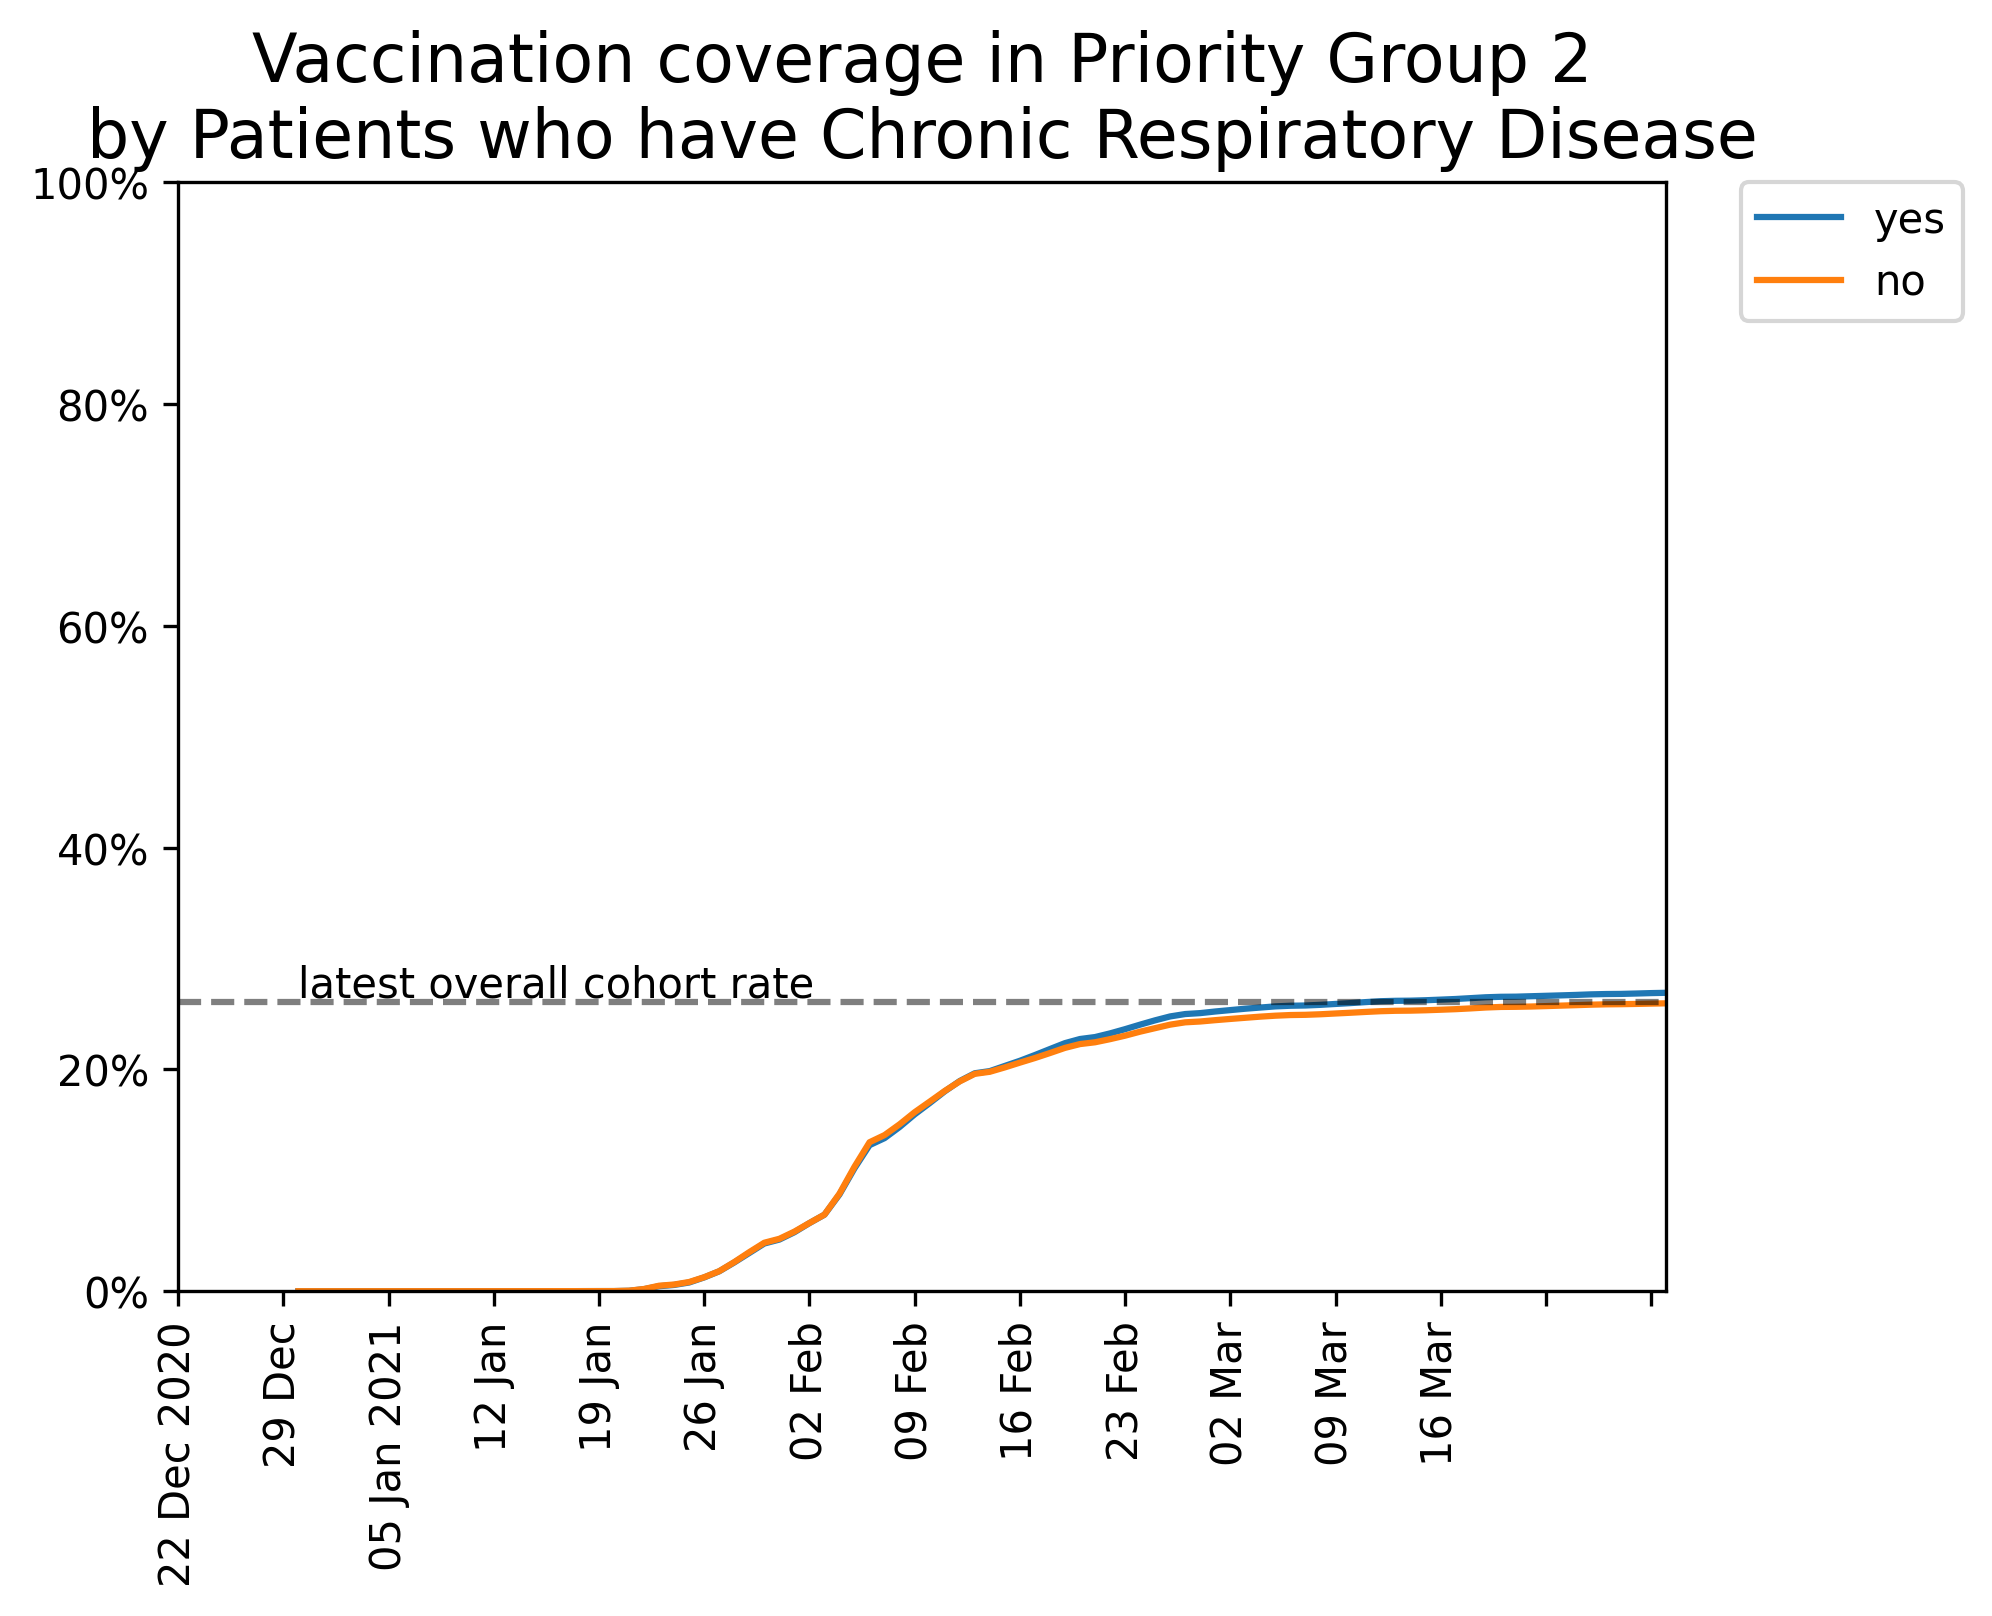 Vaccination coverage in Priority Group 2
by Patients who have Chronic Respiratory Disease
100%
80%
60%
40%
20%
0%
latest overall cohort rate
22 Dec 2020
29 Dec
05 Jan 2021
12 Jan
19 Jan
26 Jan
02 Feb
09 Feb
16 Feb
23 Feb
02 Mar
09 Mar
16 Mar
yes
no